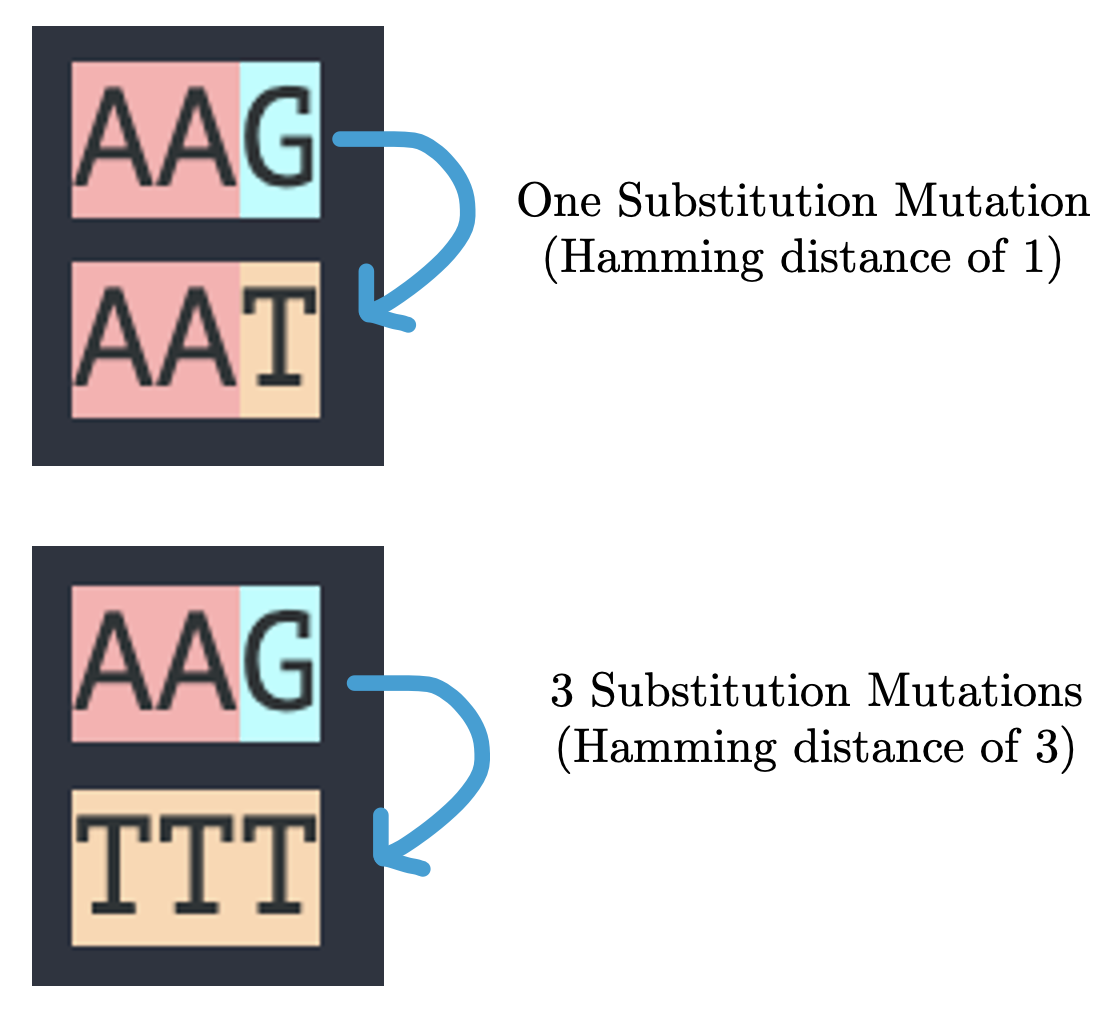 AAG
One Substitution Mutation
(Hamming distance of 1)
AAT
AAG
3 Substitution Mutations
(Hamming distance of 3)
TTT